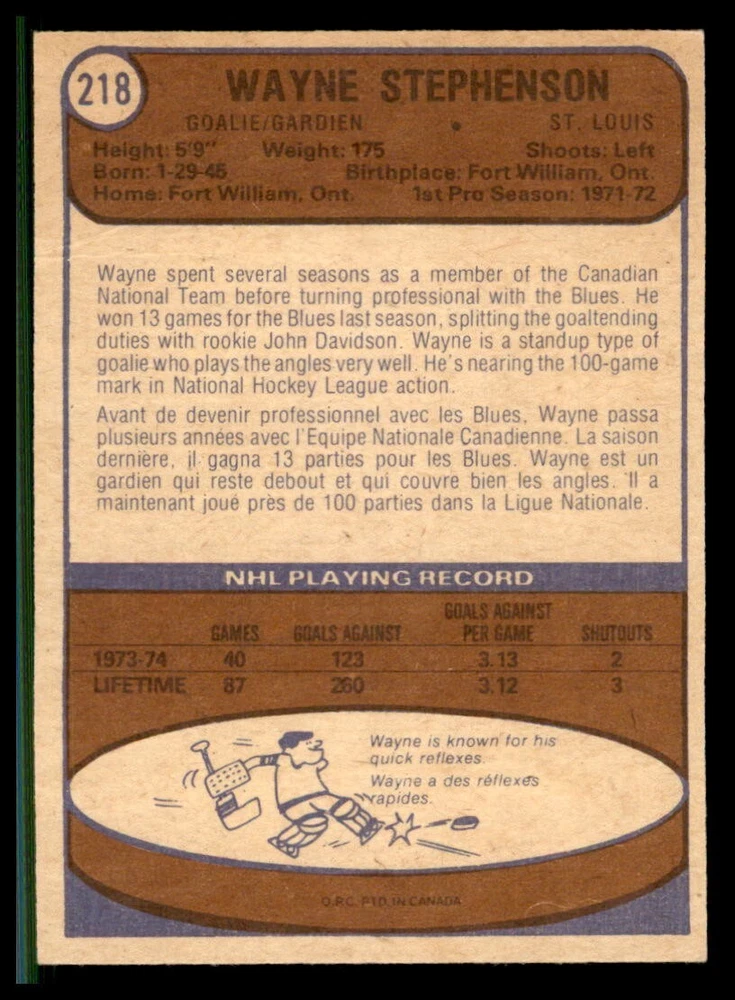 218
WAYNE STEPHENSON
GOALIE/GARDIEN • ST. LOUIS
Height: 5'9" Weight: 175 Shoots: Left
Born: 1-29-45 Birthplace: Fort William, Ont.
Home: Fort William, Ont. 1st Pro Season: 1971-72
Wayne spent several seasons as a member of the Canadian
National Team before turning professional with the Blues. He
won 13 games for the Blues last season, splitting the goaltending
duties with rookie John Davidson. Wayne is a standup type of
goalie who plays the angles very well. He's nearing the 100-game
mark in National Hockey League action.
Avant de devenir professionnel avec les Blues, Wayne passa
plusieurs années avec l'Equipe Nationale Canadienne. La saison
dernière, il gagna 13 parties pour les Blues. Wayne est un
gardien qui reste debout et qui couvre bien les angles. Il a
maintenant joué près de 100 parties dans la Ligue Nationale.
NHL PLAYING RECORD
GOALS AGAINST
GAMES GOALS AGAINST PER GAME SHUTOUTS
1973-74 40 123 3.13 2
LIFETIME 87 260 3.12 3
Wayne is known for his
quick reflexes.
Wayne a des réflexes
rapides.
O.P.C. PTD. IN CANADA